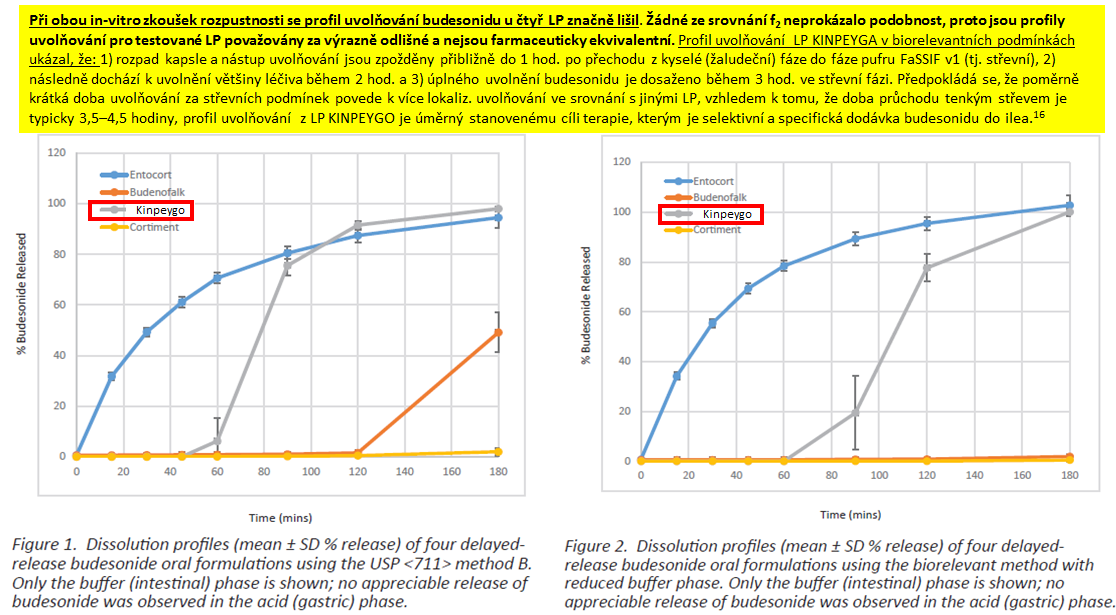 Při obou in-vitro zkoušek rozpustnosti se profil uvolňování budesonidu u čtyř LP značně lišil. Žádné ze srovnání f2 neprokázalo podobnost, proto jsou profily
uvolňování pro testované LP považovány za výrazně odlišné a nejsou farmaceuticky ekvivalentní. Profil uvolňování LP KINPEYGA v biorelevantních podmínkách
ukázal, že: 1) rozpad kapsle a nástup uvolňování jsou zpožděny přibližně do 1 hod. po přechodu z kyselé (žaludeční) fáze do fáze pufru FaSSIF v1 (tj. střevní), 2)
následně dochází k uvolnění většiny léčiva během 2 hod. a 3) úplného uvolnění budesonidu je dosaženo během 3 hod. ve střevní fázi. Předpokládá se, že poměrně
krátká doba uvolňování za střevních podmínek povede k více lokaliz. uvolňování ve srovnání s jinými LP, vzhledem k tomu, že doba průchodu tenkým střevem je
typicky 3,5–4,5 hodiny, profil uvolňování z LP KINPEYGO je úměrný stanovenému cíli terapie, kterým je selektivní a specifická dodávka budesonidu do ilea.16
120
100
80
60
40
20
0
% Budesonide Released
Entocort
Budenofalk
Kinpeygo
Cortiment
0 20 40 60 80 100 120 140 160 180
Time (mins)
Figure 1. Dissolution profiles (mean ± SD % release) of four delayed-
release budesonide oral formulations using the USP <711> method B.
Only the buffer (intestinal) phase is shown; no appreciable release of
budesonide was observed in the acid (gastric) phase.
120
100
80
60
40
20
0
% Budesonide Released
Entocort
Budenofalk
Kinpeygo
Cortiment
0 20 40 60 80 100 120 140 160 180
Time (mins)
Figure 2. Dissolution profiles (mean ± SD % release) of four delayed-
release budesonide oral formulations using the biorelevant method with
reduced buffer phase. Only the buffer (intestinal) phase is shown; no
appreciable release of budesonide was observed in the acid (gastric) phase.